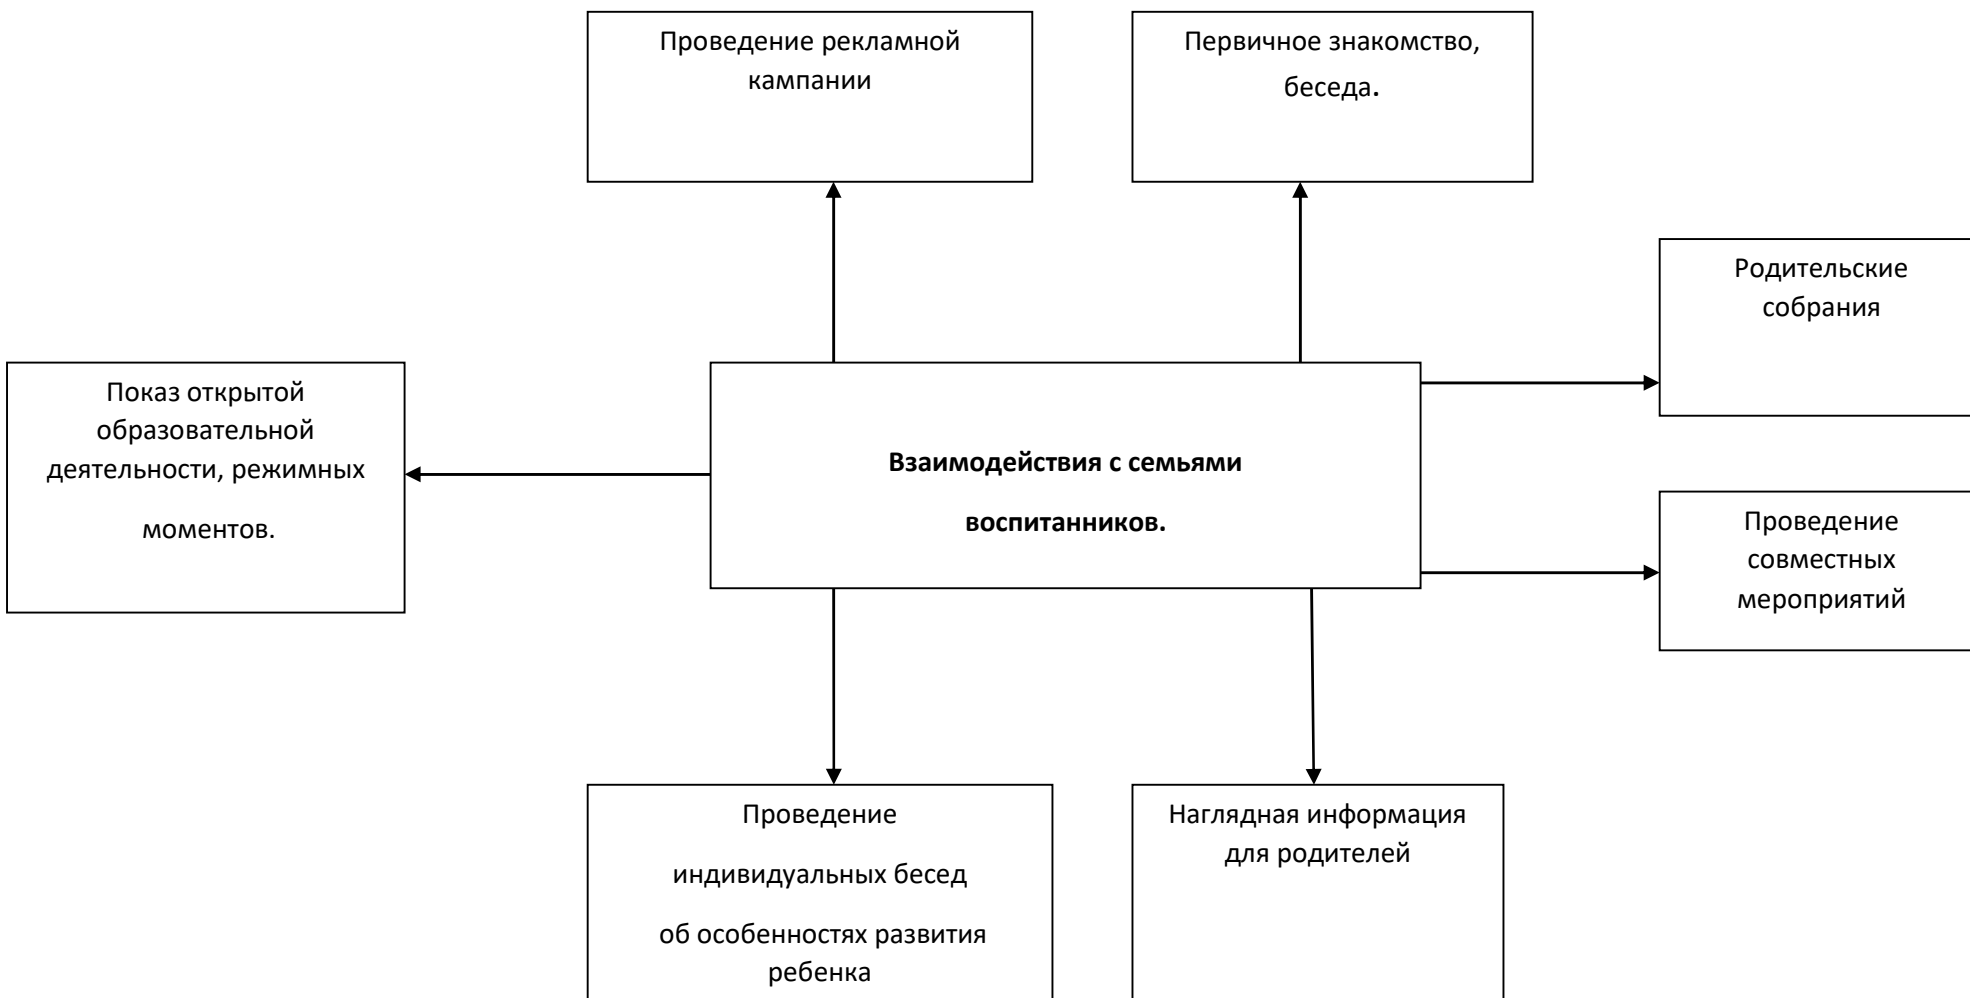 Проведение рекламной
кампании
Первичное знакомство,
беседа.
Родительские
собрания
Показ открытой
образовательной
деятельности, режимных
моментов.
Взаимодействия с семьями
воспитанников.
Проведение
совместных
мероприятий
Проведение
индивидуальных бесед
об особенностях развития
ребенка
Наглядная информация
для родителей